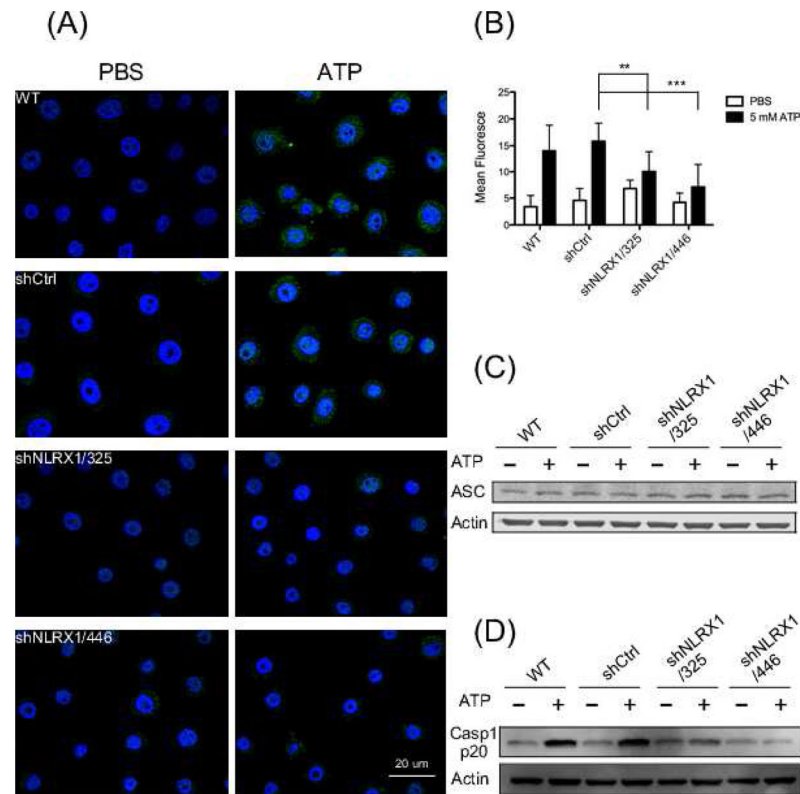 (A)
PBS
ATP
WT
shCtrl
shNLRX1/325
shNLRX1/446
20 um
(B)
**
***
PBS
5 mM ATP
Mean Fluoresce
25
20
15
10
5
0
WT
shCtrl
shNLRX1/325
shNLRX1/446
(C)
WT
shCtrl
shNLRX1
/325
shNLRX1
/446
ATP − + − + − + − +
ASC
Actin
(D)
WT
shCtrl
shNLRX1
/325
shNLRX1
/446
ATP − + − + − + − +
Casp1
p20
Actin